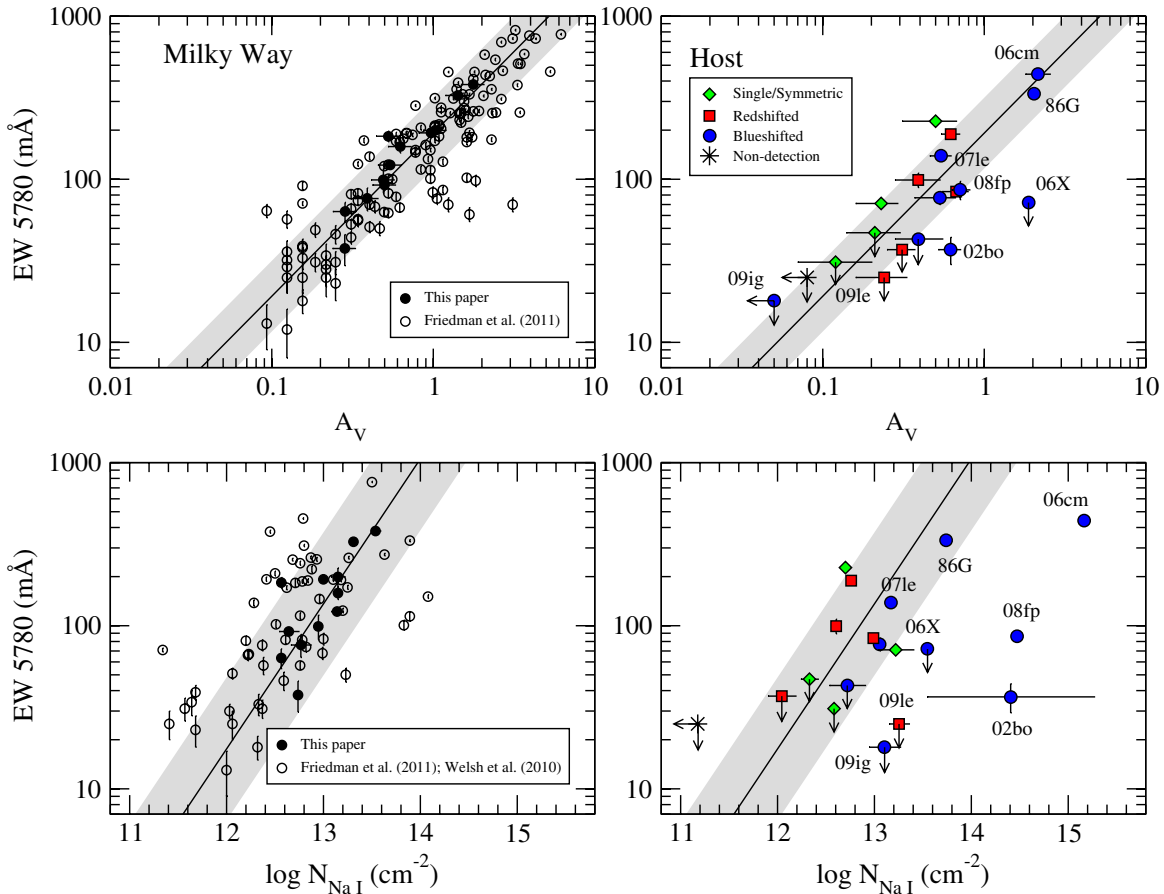 1000
100
10
EW 5780 (mÅ)
Milky Way
This paper
Friedman et al. (2011)
0.01
0.1
1
10
A_V
1000
100
10
Host
Single/Symmetric
Redshifted
Blueshifted
Non-detection
06cm
86G
07le
08fp
06X
02bo
09ig
09le
0.01
0.1
1
10
A_V
1000
100
10
EW 5780 (mÅ)
This paper
Friedman et al. (2011); Welsh et al. (2010)
11
12
13
14
15
log N_{Na I} (cm^{-2})
1000
100
10
06cm
86G
07le
08fp
06X
09le
02bo
09ig
11
12
13
14
15
log N_{Na I} (cm^{-2})